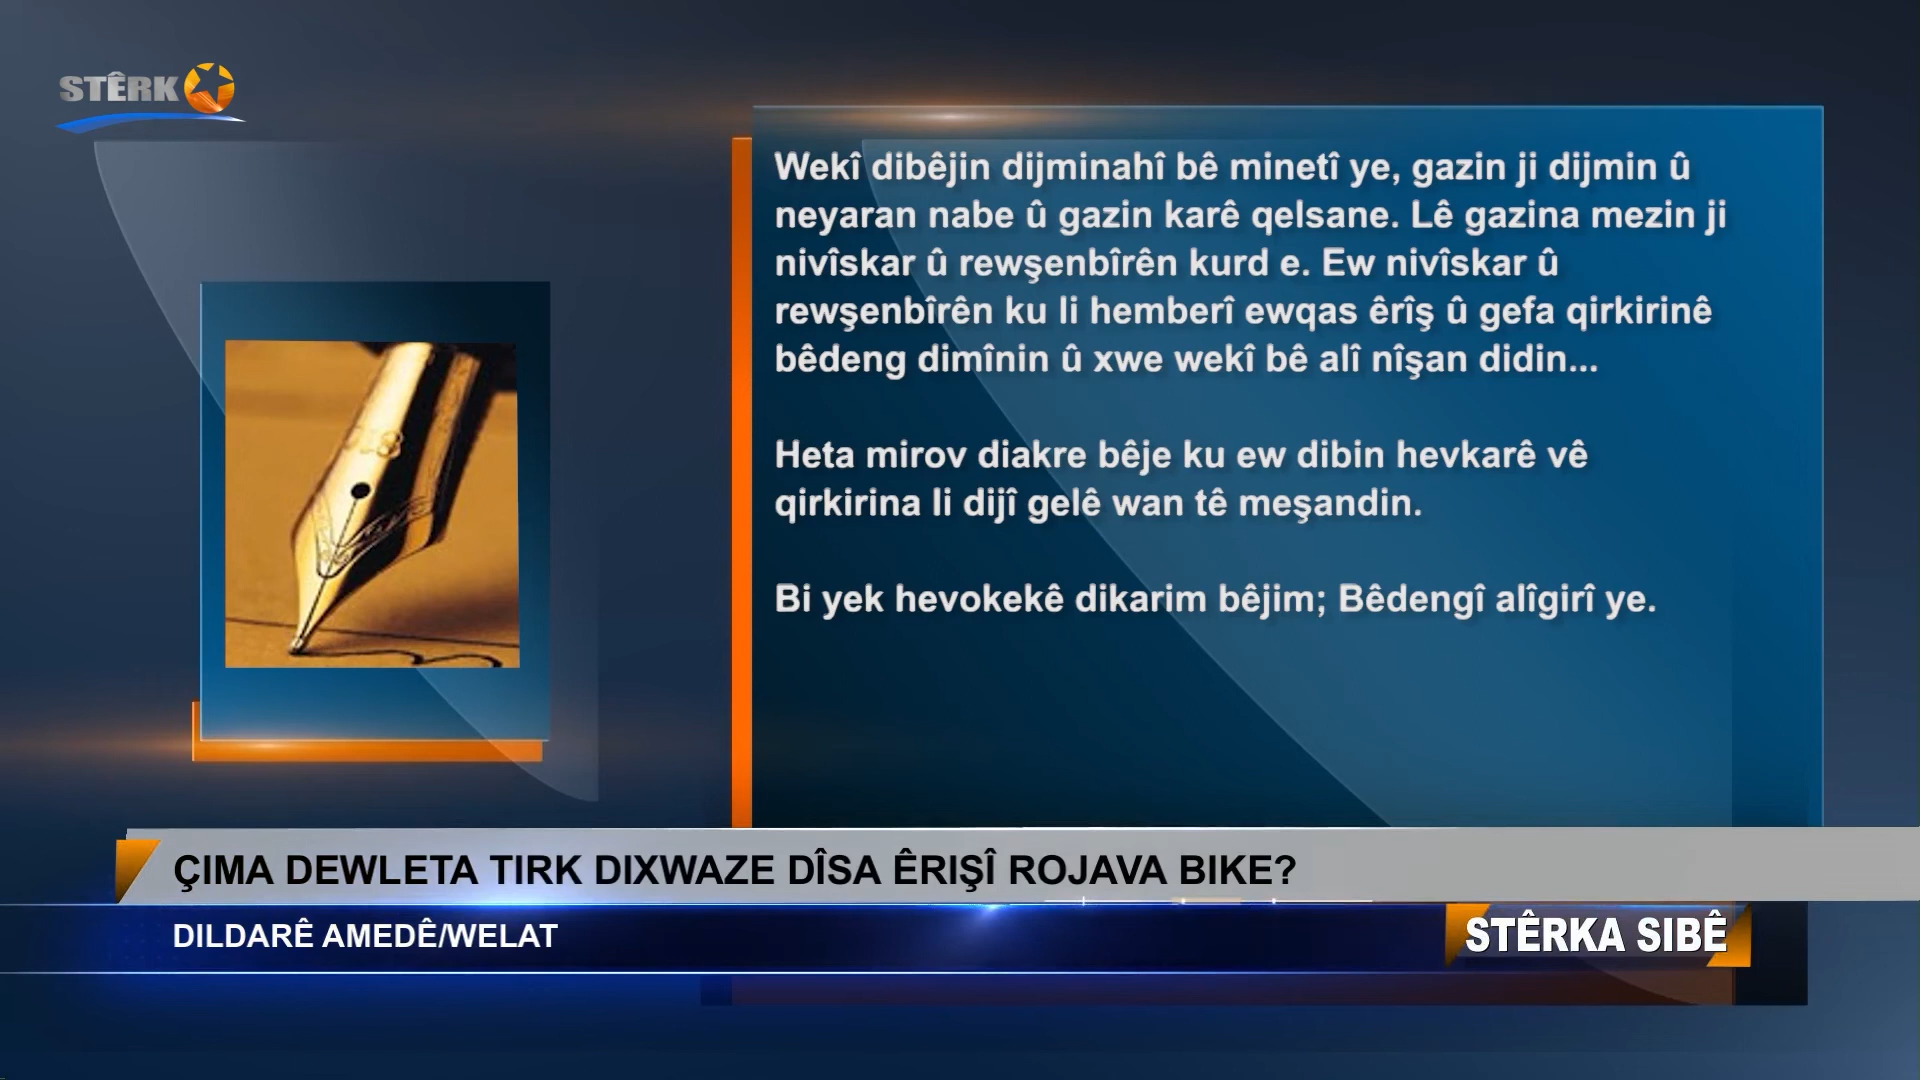 STÊRK
Wekî dibêjin dijminahî bê minetî ye, gazin ji dijmin û
neyaran nabe û gazin karê qelsane. Lê gazina mezin ji
nivîskar û rewşenbîrên kurd e. Ew nivîskar û
rewşenbîrên ku li hemberî ewqas êrîş û gefa qirkirinê
bêdeng dimînin û xwe wekî bê alî nîşan didin...
Heta mirov diakre bêje ku ew dibin hevkarê vê
qirkirina li dijî gelê wan tê meşandin.
Bi yek hevokekê dikarim bêjim; Bêdengî alîgirî ye.
ÇIMA DEWLETA TIRK DIXWAZE DÎSA ÊRIŞÎ ROJAVA BIKE?
DILDARÊ AMEDÊ/WELAT
STÊRKA SIBÊ